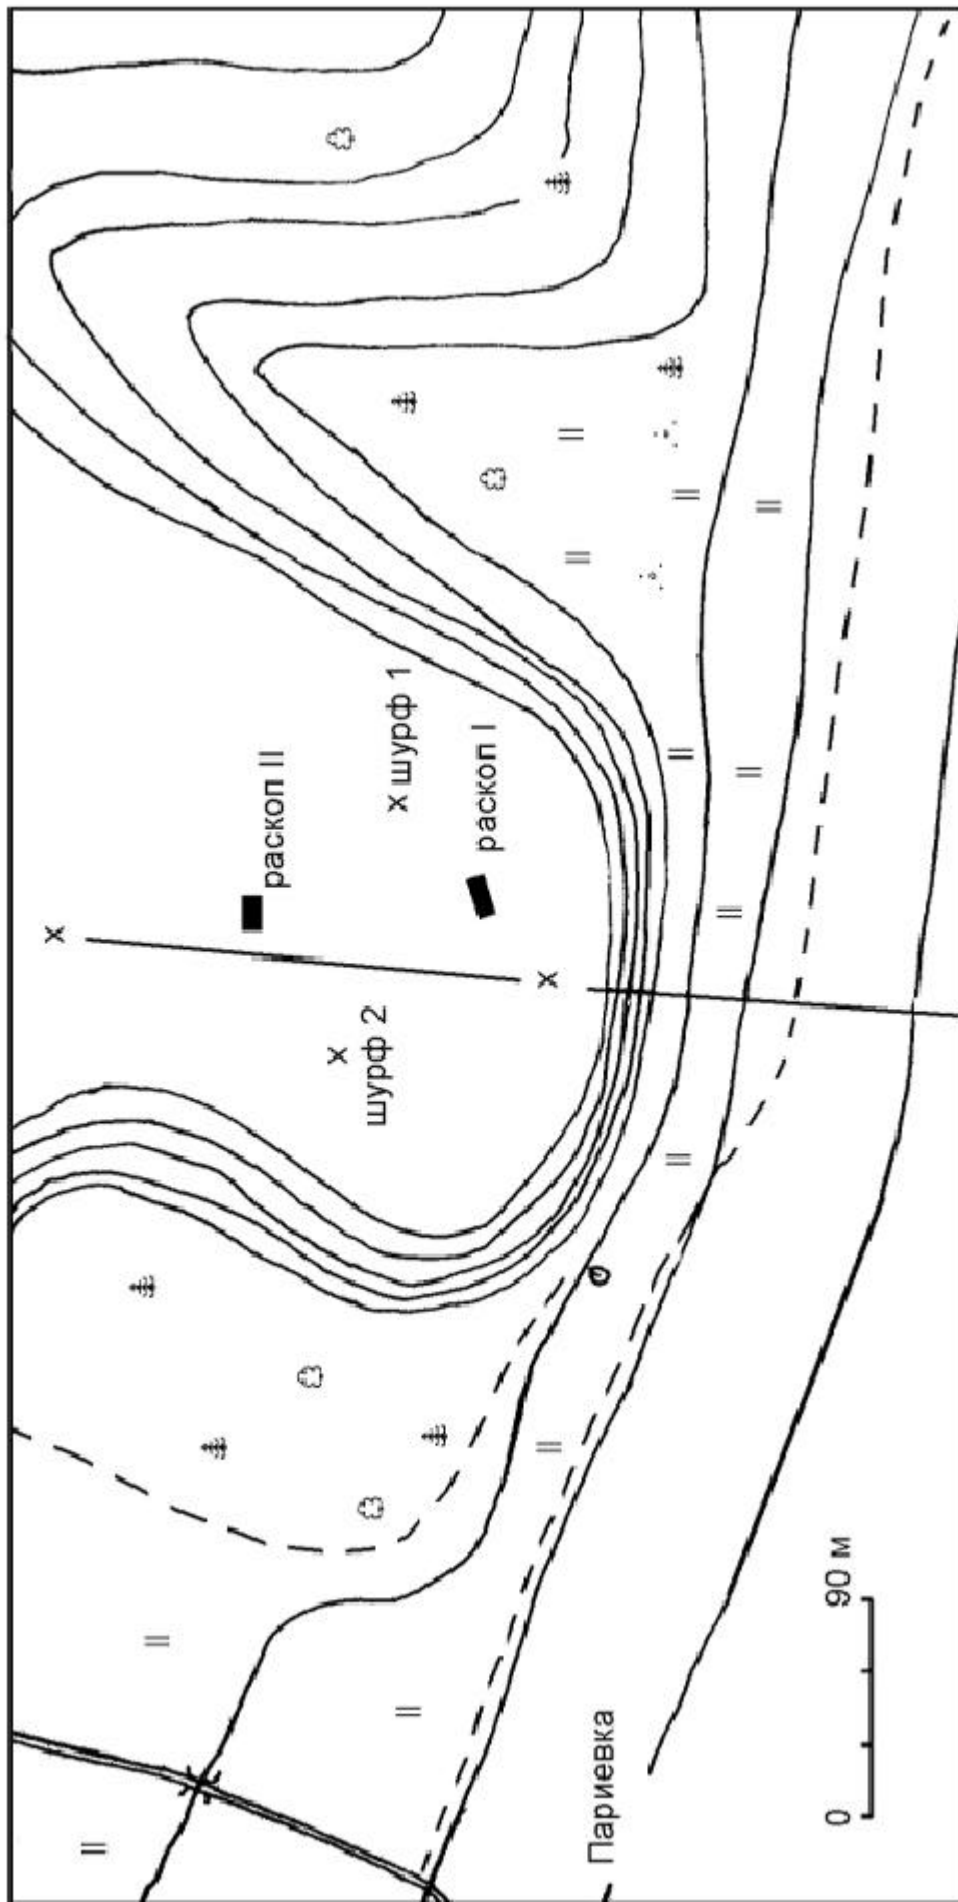 раскоп II
х шурф 1
раскоп I
х
х
х
шурф 2
Париевка
0 90 м